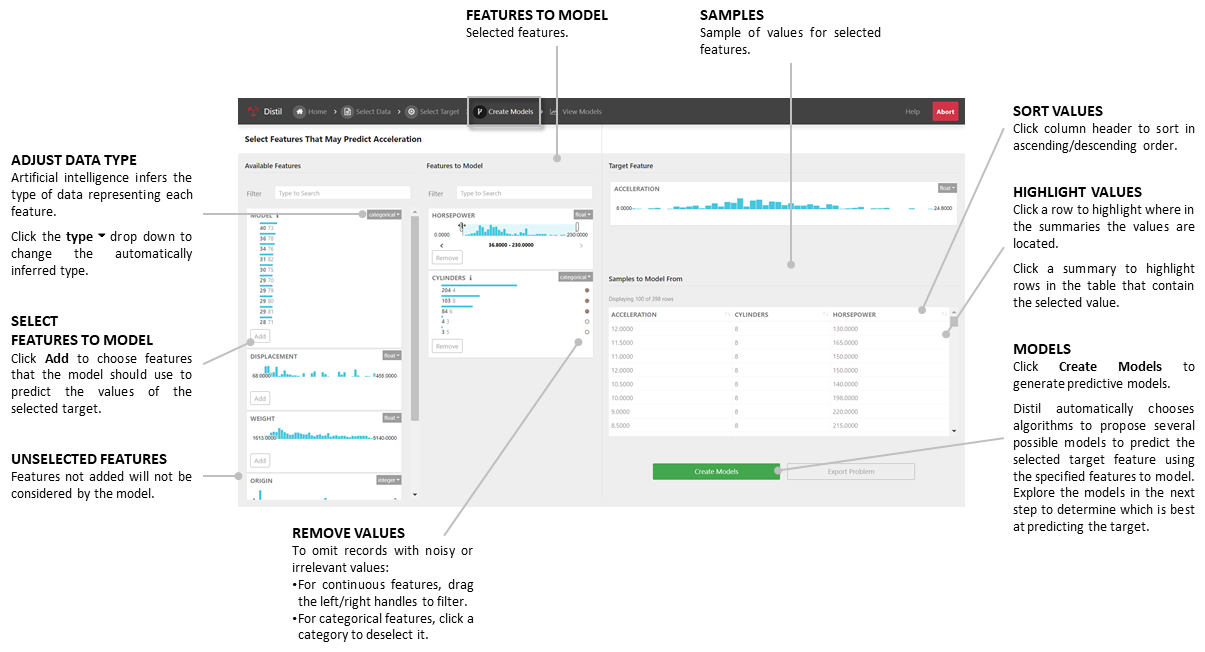 FEATURES TO MODEL
Selected features.
SAMPLES
Sample of values for selected
features.
ADJUST DATA TYPE
Artificial intelligence infers the
type of data representing each
feature.
Click the type drop down to
change the automatically
inferred type.
SELECT
FEATURES TO MODEL
Click Add to choose features
that the model should use to
predict the values of the
selected target.
UNSELECTED FEATURES
Features not added will not be
considered by the model.
Distil Home Select Data Select Target Create Models View Models Help Abort
Select Features That May Predict Acceleration
Available Features
Filter Type to Search
MODEL categorical
40 73
36 78
34 76
31 82
30 75
29 70
29 79
29 80
29 81
28 71
Add
DISPLACEMENT float
68.0000 455.0000
Add
WEIGHT float
1613.0000 5140.0000
Add
ORIGIN integer
Features to Model
Filter Type to Search
HORSEPOWER float
0.0000 230.0000
36.8000 - 230.0000
Remove
CYLINDERS categorical
204 4
103 8
84 6
4 3
3 5
Remove
Target Feature
ACCELERATION float
8.0000 24.8000
Samples to Model From
Displaying 100 of 398 rows
ACCELERATION CYLINDERS HORSEPOWER
12.0000 8 130.0000
11.5000 8 165.0000
11.0000 8 150.0000
12.0000 8 150.0000
10.5000 8 140.0000
10.0000 8 198.0000
9.0000 8 220.0000
8.5000 8 215.0000
Create Models Export Problem
SORT VALUES
Click column header to sort in
ascending/descending order.
HIGHLIGHT VALUES
Click a row to highlight where in
the summaries the values are
located.
Click a summary to highlight
rows in the table that contain
the selected value.
MODELS
Click Create Models to
generate predictive models.
Distil automatically chooses
algorithms to propose several
possible models to predict the
selected target feature using
the specified features to model.
Explore the models in the next
step to determine which is best
at predicting the target.
REMOVE VALUES
To omit records with noisy or
irrelevant values:
•For continuous features, drag
the left/right handles to filter.
•For categorical features, click a
category to deselect it.